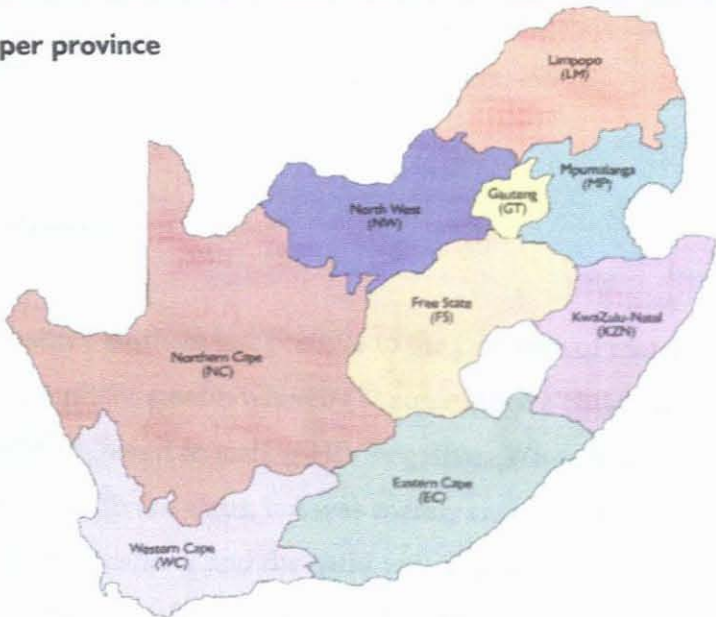 per province
Limpopo
(LM)
Mpumalanga
(MP)
Gauteng
(GT)
North West
(NW)
Free State
(FS)
KwaZulu-Natal
(KZN)
Northern Cape
(NC)
Eastern Cape
(EC)
Western Cape
(WC)